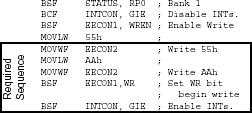 BSF STATUS, RP0 ; Bank 1
BCF INTCON, GIE ; Disable INTs.
BSF EECON1, WREN ; Enable Write
MOVLW 55h ;
MOVWF EECON2 ; Write 55h
MOVLW AAh ;
MOVWF EECON2 ; Write AAh
BSF EECON1,WR ; Set WR bit
; begin write
BSF INTCON, GIE ; Enable INTs.
Required
Sequence